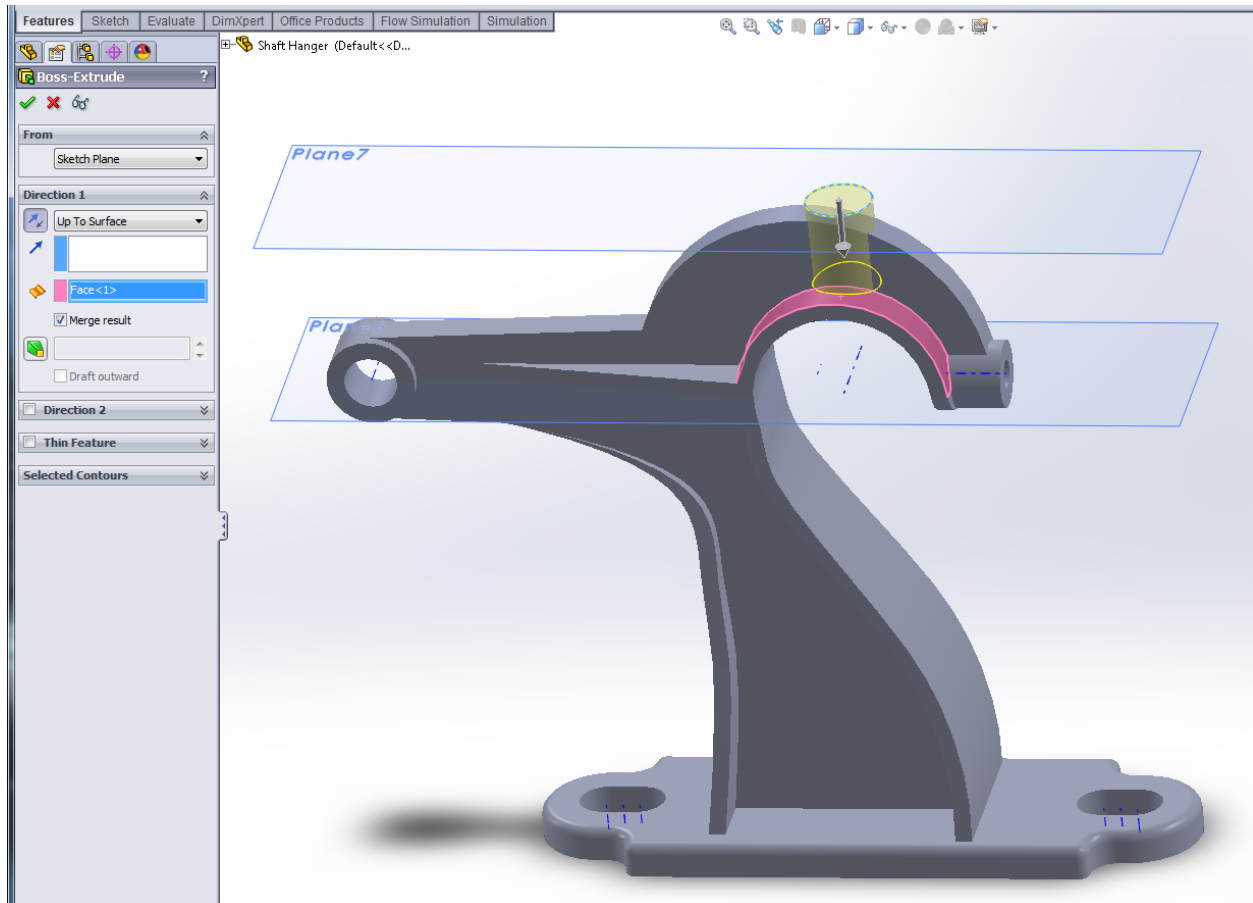 Features Sketch Evaluate DimXpert Office Products Flow Simulation Simulation
Shaft Hanger (Default<<D...
Boss-Extrude ?
From
Sketch Plane
Direction 1
Up To Surface
Face<1>
Merge result
Draft outward
Direction 2
Thin Feature
Selected Contours
Plane7